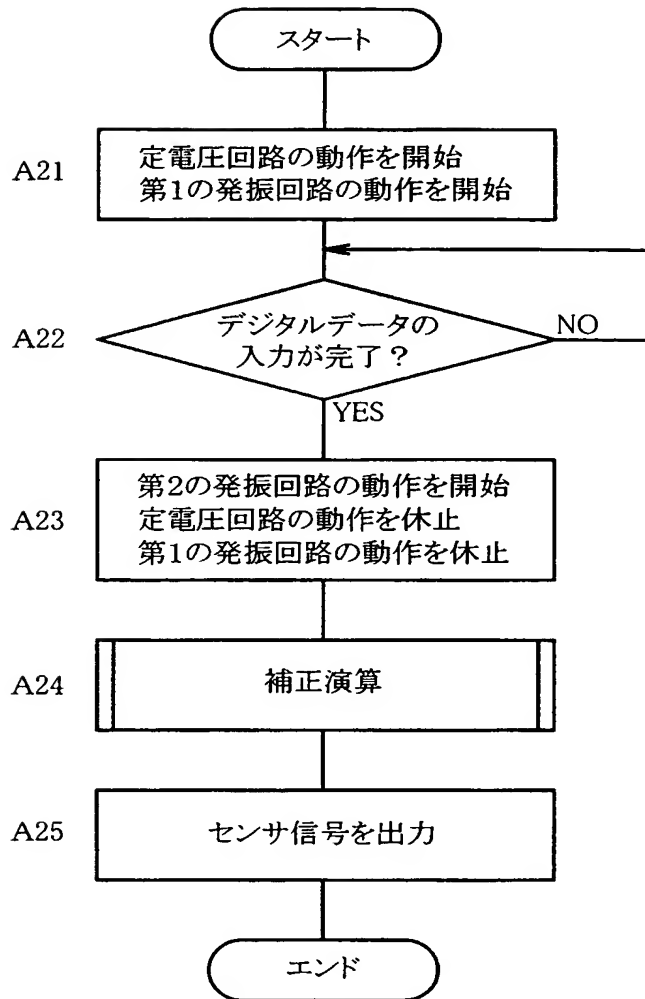 スタート
A21
定電圧回路の動作を開始
第1の発振回路の動作を開始
A22
デジタルデータの
入力が完了?
NO
YES
A23
第2の発振回路の動作を開始
定電圧回路の動作を休止
第1の発振回路の動作を休止
A24
補正演算
A25
センサ信号を出力
エンド